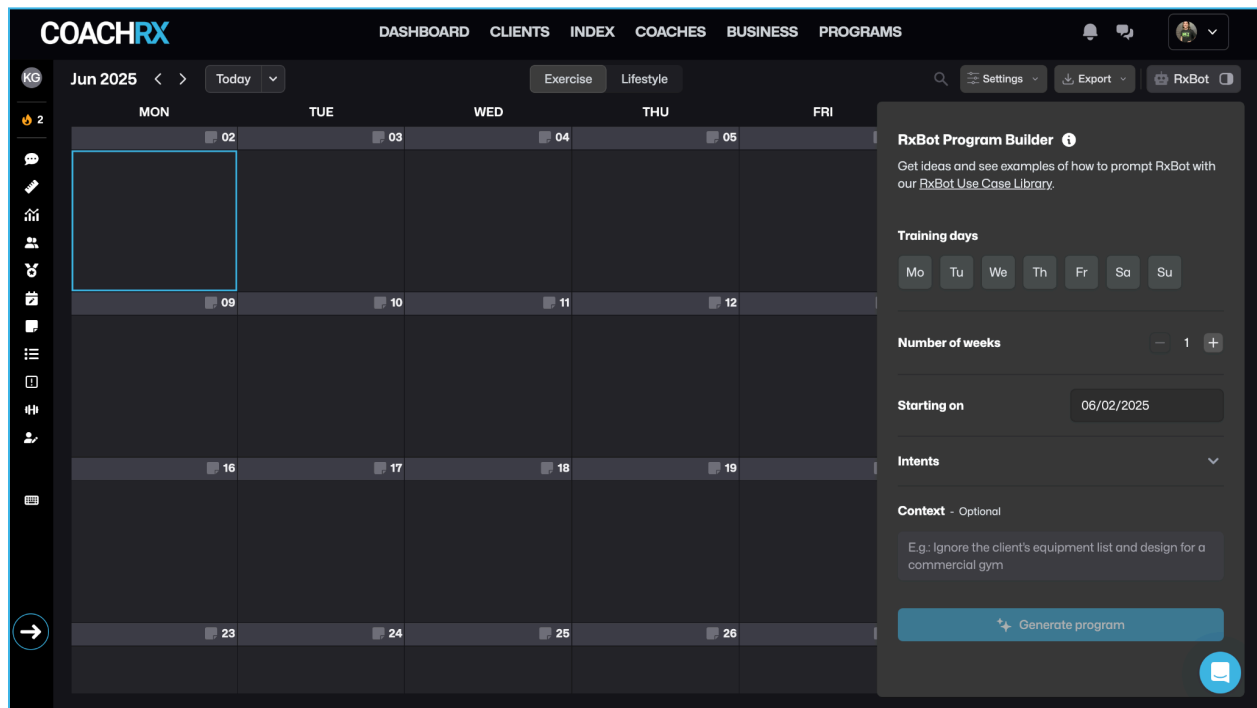 COACHRX
DASHBOARD CLIENTS INDEX COACHES BUSINESS PROGRAMS
KG
Jun 2025
Today
Exercise Lifestyle
Settings
Export
RxBot
2
MON TUE WED THU FRI
02 03 04 05
09 10 11 12
16 17 18 19
23 24 25 26
RxBot Program Builder
Get ideas and see examples of how to prompt RxBot with
our RxBot Use Case Library.
Training days
Mo Tu We Th Fr Sa Su
Number of weeks − 1 +
Starting on 06/02/2025
Intents
Context - Optional
E.g.: Ignore the client's equipment list and design for a
commercial gym
Generate program